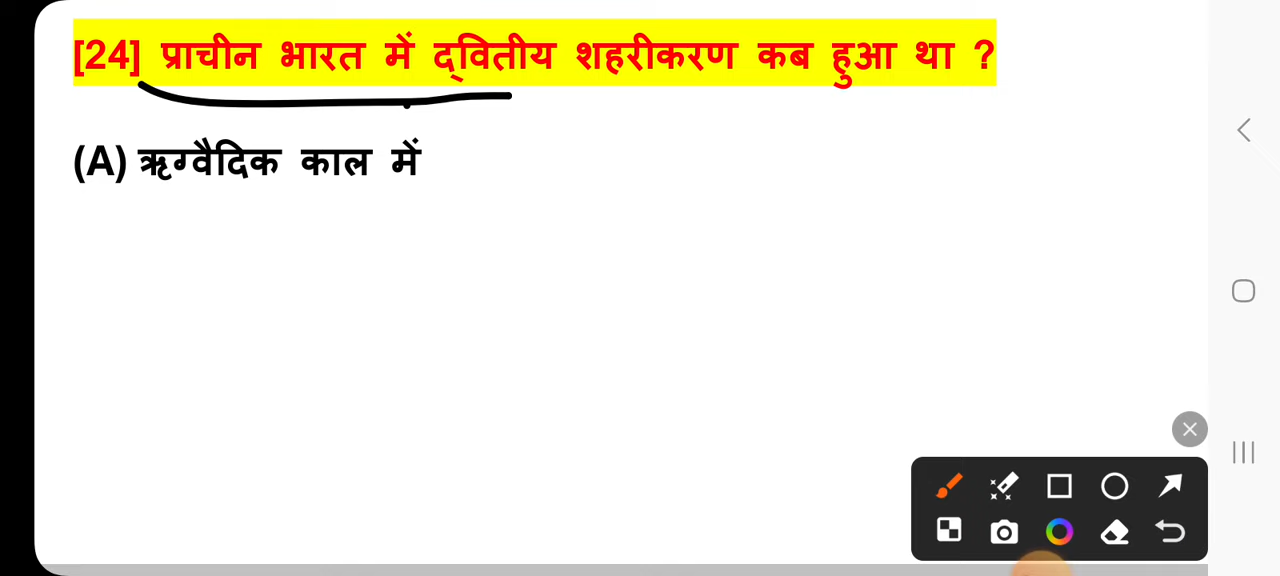 [24] प्राचीन भारत में द्वितीय शहरीकरण कब हुआ था ?
(A) ऋग्वैदिक काल में